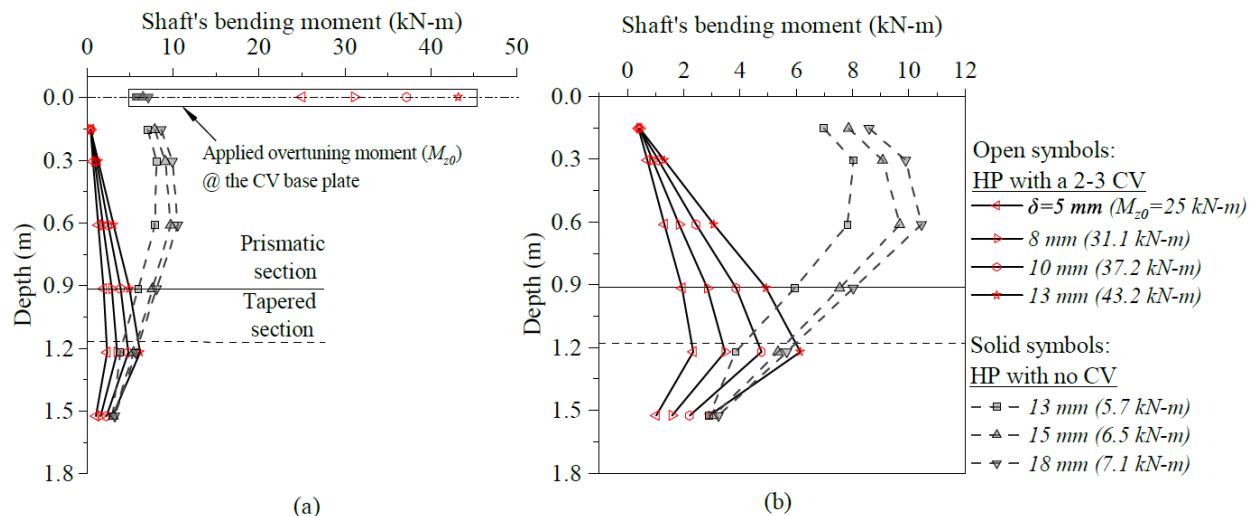 Shaft's bending moment (kN-m)
0 10 20 30 40 50
Depth (m)
0.0
0.3
0.6
0.9
1.2
1.5
1.8
Applied overtuning moment (Mz0)
@ the CV base plate
Prismatic
section
Tapered
section
(a)
Shaft's bending moment (kN-m)
0 2 4 6 8 10 12
Depth (m)
0.0
0.3
0.6
0.9
1.2
1.5
1.8
(b)
Open symbols:
HP with a 2-3 CV
δ=5 mm (Mz0=25 kN-m)
8 mm (31.1 kN-m)
10 mm (37.2 kN-m)
13 mm (43.2 kN-m)
Solid symbols:
HP with no CV
13 mm (5.7 kN-m)
15 mm (6.5 kN-m)
18 mm (7.1 kN-m)